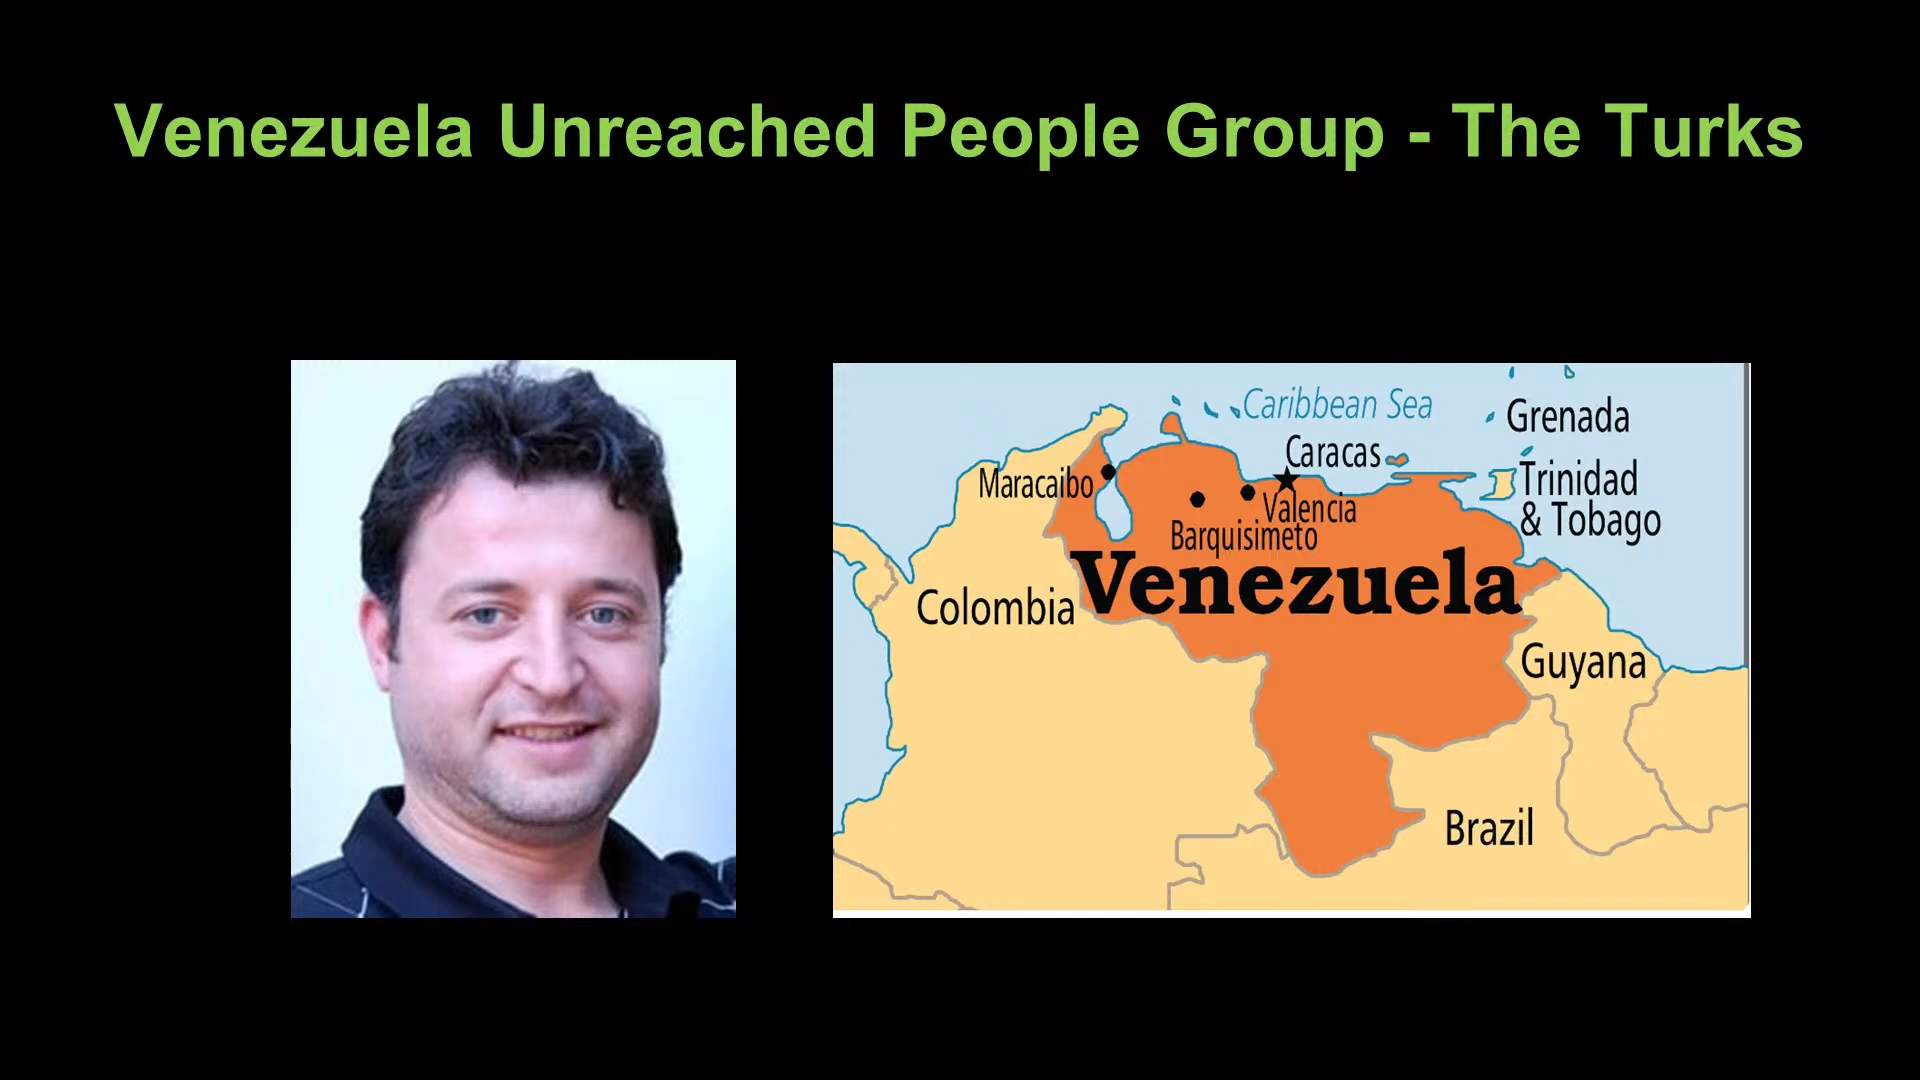 Venezuela Unreached People Group - The Turks
Caribbean Sea
Grenada
Caracas
Maracaibo
Trinidad
& Tobago
Valencia
Barquisimeto
Venezuela
Colombia
Guyana
Brazil